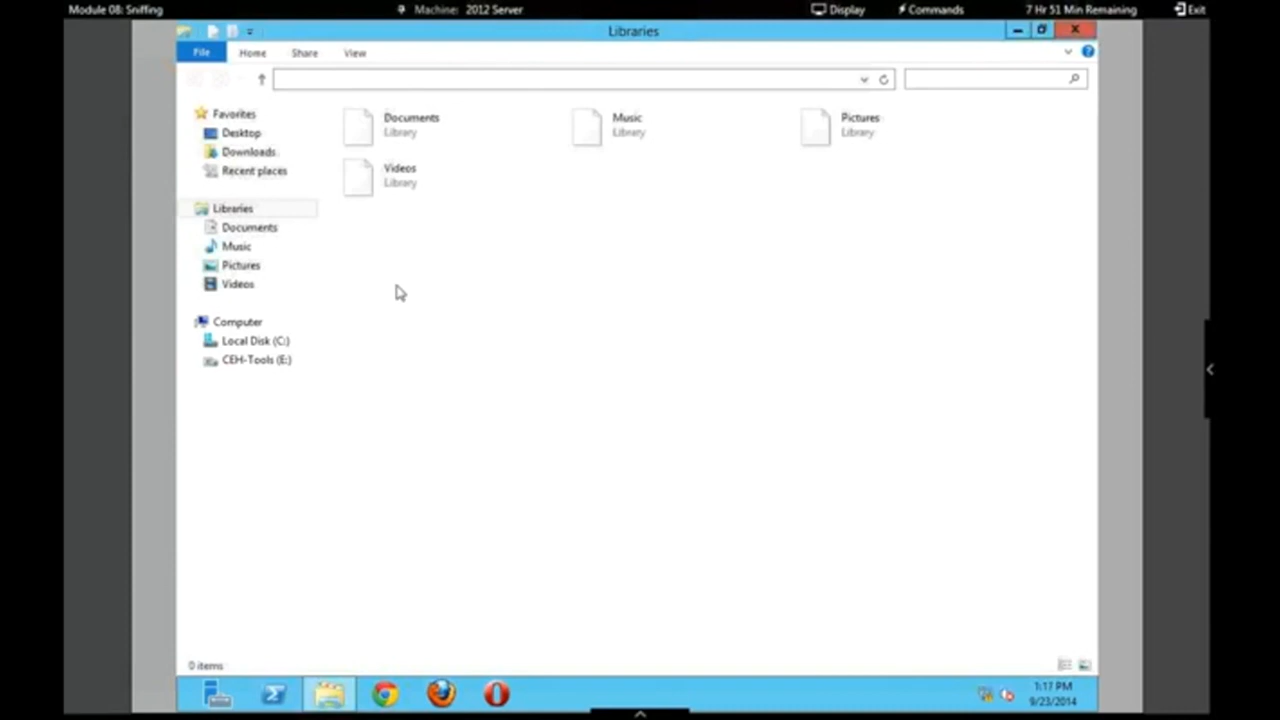 Module 08: Sniffing
Machine: 2012 Server
Display
Commands
7 Hr 51 Min Remaining
Exit
Libraries
File
Home
Share
View
Favorites
Desktop
Downloads
Recent places
Libraries
Documents
Music
Pictures
Videos
Computer
Local Disk (C:)
CEH-Tools (E:)
Documents
Library
Music
Library
Pictures
Library
Videos
Library
0 items
1:17 PM
9/23/2014